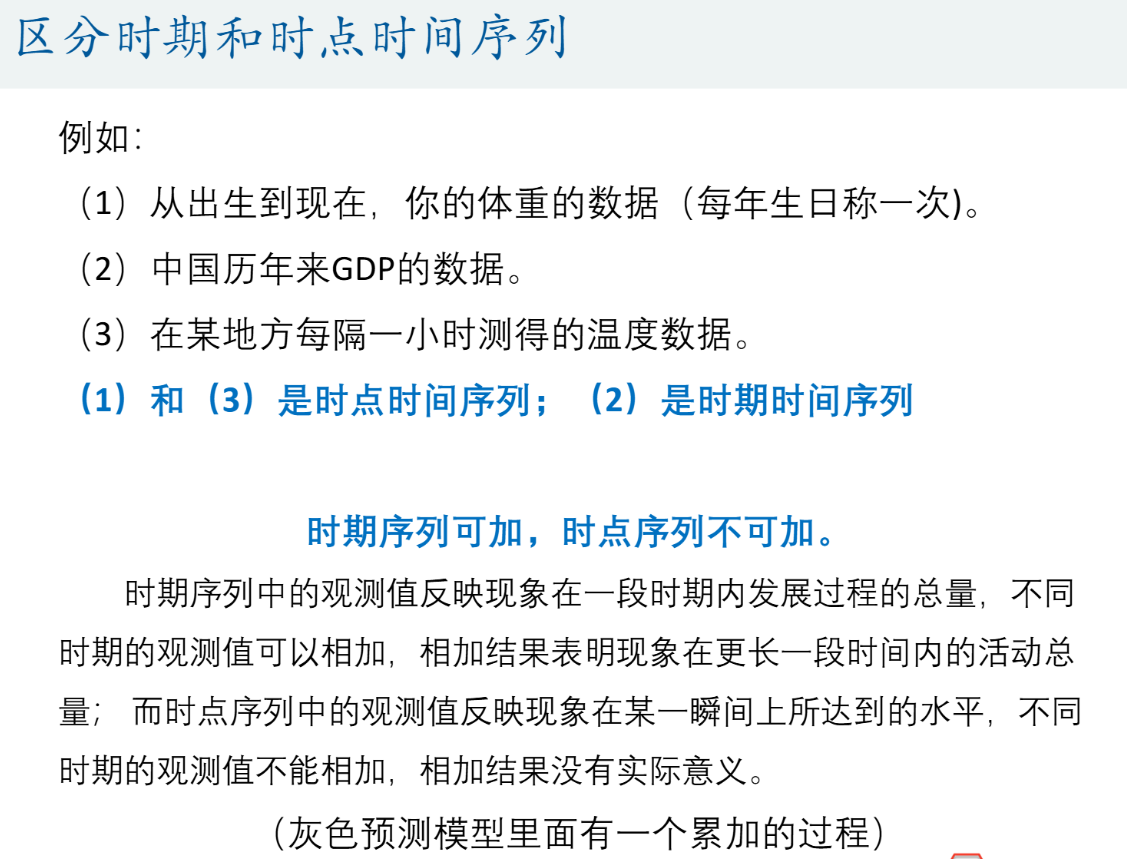 区分时期和时点时间序列
例如：
（1）从出生到现在，你的体重的数据（每年生日称一次)。
（2）中国历年来GDP的数据。
（3）在某地方每隔一小时测得的温度数据。
（1）和（3）是时点时间序列；（2）是时期时间序列
时期序列可加，时点序列不可加。
时期序列中的观测值反映现象在一段时期内发展过程的总量，不同
时期的观测值可以相加，相加结果表明现象在更长一段时间内的活动总
量； 而时点序列中的观测值反映现象在某一瞬间上所达到的水平，不同
时期的观测值不能相加，相加结果没有实际意义。
（灰色预测模型里面有一个累加的过程）